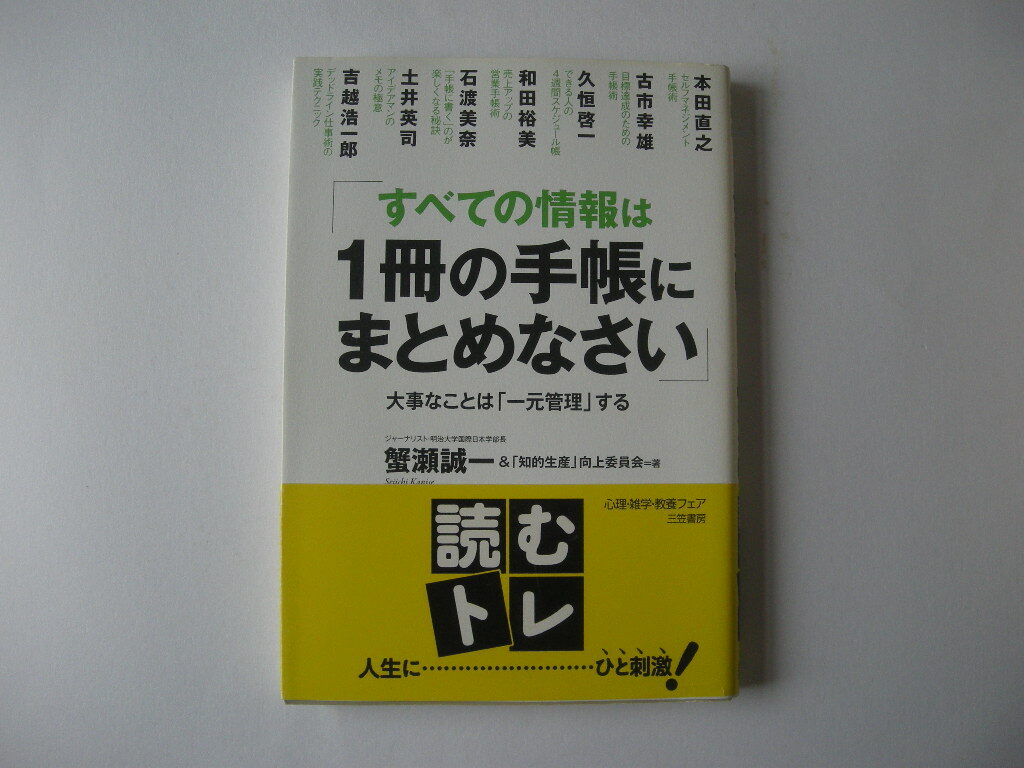 本田直之
セルフマネジメント
手帳術
古市幸雄
目標達成のための
手帳術
久恒啓一
できる人の
4週間スケジュール帳
和田裕美
売上アップの
営業手帳術
石渡美奈
「手帳に書く」のが
楽しくなる秘訣
土井英司
アイデアマンの
メモの極意
吉越浩一郎
デッドライン仕事術の
実践テクニック
「すべての情報は
1冊の手帳に
まとめなさい」
大事なことは「一元管理」する
ジャーナリスト・明治大学国際日本学部長
蟹瀬誠一 &「知的生産」向上委員会=著
Seiichi Kanise
心理・雑学・教養フェア
三笠書房
読む
トレ
人生に……………………ひと刺激!